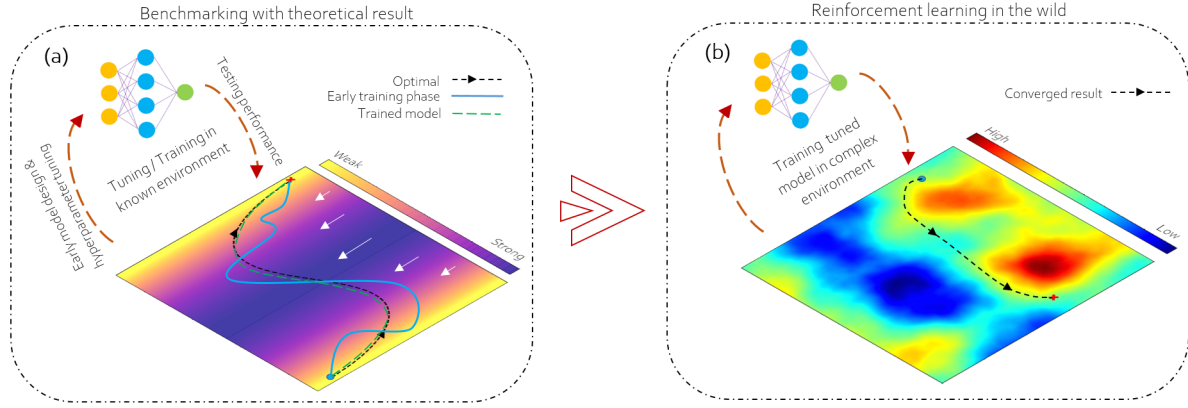 Benchmarking with theoretical result
(a)
Early model design &
hyperparameter tuning
Tuning / Training in
known environment
Testing performance
Optimal
Early training phase
Trained model
Weak
Strong
Reinforcement learning in the wild
(b)
Training tuned
model in complex
environment
Converged result
High
Low